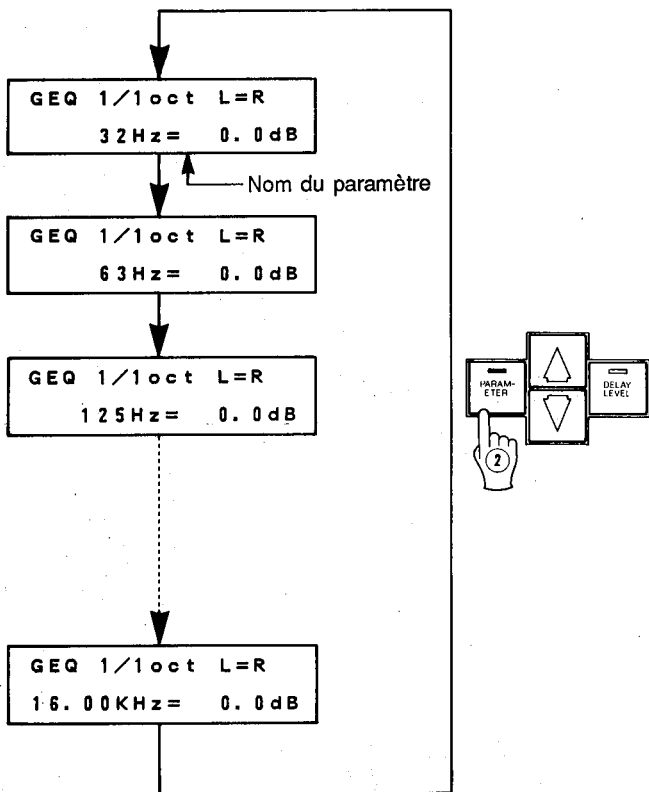 GEQ 1/1oct L=R
32Hz= 0.0dB
Nom du paramètre
GEQ 1/1oct L=R
63Hz= 0.0dB
GEQ 1/1oct L=R
125Hz= 0.0dB
PARAM-
ETER
DELAY
LEVEL
2
GEQ 1/1oct L=R
16.00KHz= 0.0dB